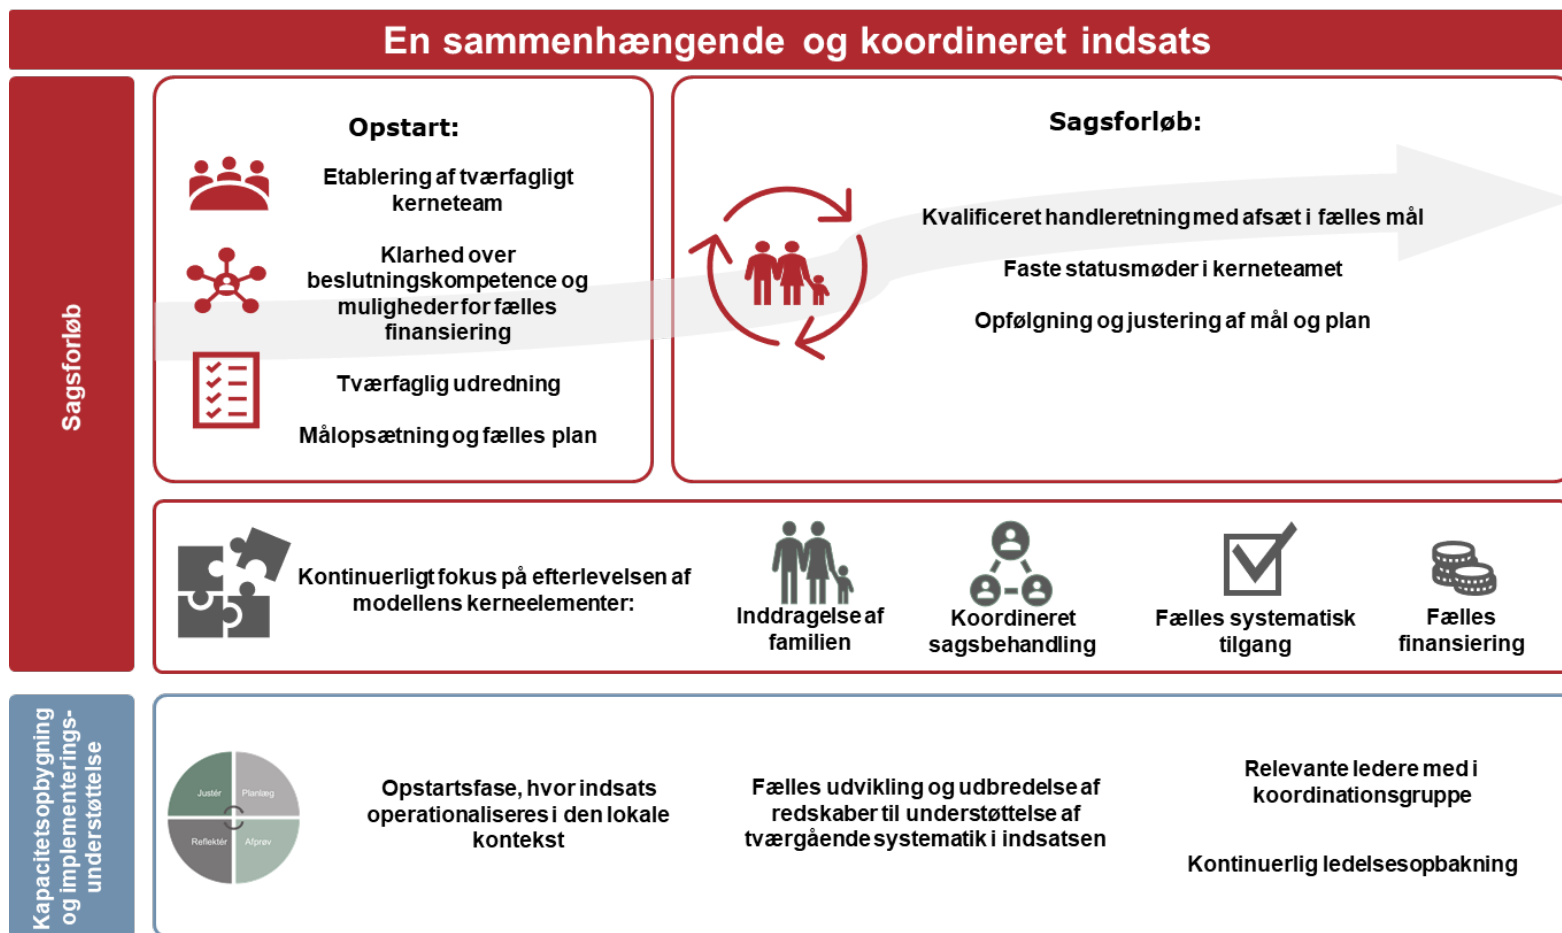 En sammenhængende og koordineret indsats
Sagsforløb
Opstart:
Etablering af tværfagligt
kerneteam
Klarhed over
beslutningskompetence og
muligheder for fælles
finansiering
Tværfaglig udredning
Målopsætning og fælles plan
Sagsforløb:
Kvalificeret handleretning med afsæt i fælles mål
Faste statusmøder i kerneteamet
Opfølgning og justering af mål og plan
Kontinuerligt fokus på efterlevelsen af
modellens kerneelementer:
Inddragelse af
familien
Koordineret
sagsbehandling
Fælles systematisk
tilgang
Fælles
finansiering
Kapacitetsopbygning
og implementerings-
understøttelse
Justér
Planlæg
Reflektér
Afprøv
Opstartsfase, hvor indsats
operationaliseres i den lokale
kontekst
Fælles udvikling og udbredelse af
redskaber til understøttelse af
tværgående systematik i indsatsen
Relevante ledere med i
koordinationsgruppe
Kontinuerlig ledelsesopbakning